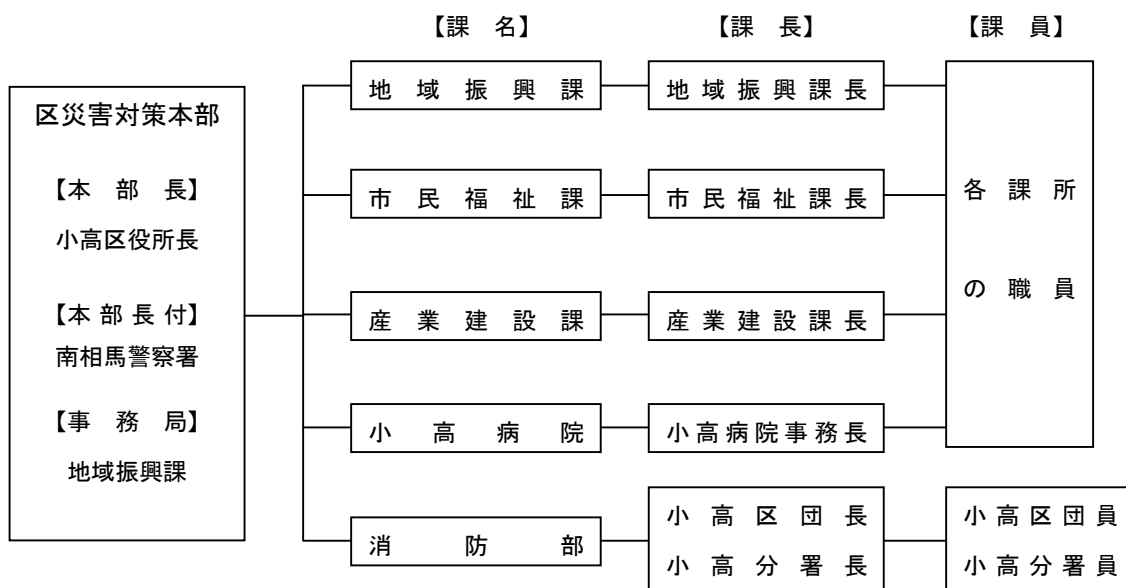 【課 名】 【課 長】 【課 員】
区災害対策本部
【本 部 長】
小高区役所長
【本 部 長 付】
南相馬警察署
【事 務 局】
地域振興課
地 域 振 興 課
地 域 振 興 課 長
市 民 福 祉 課
市 民 福 祉 課 長
産 業 建 設 課
産 業 建 設 課 長
小 高 病 院
小高病院事務長
消 防 部
小 高 区 団 長
小 高 分 署 長
各 課 所
の 職 員
小 高 区 団 員
小 高 分 署 員